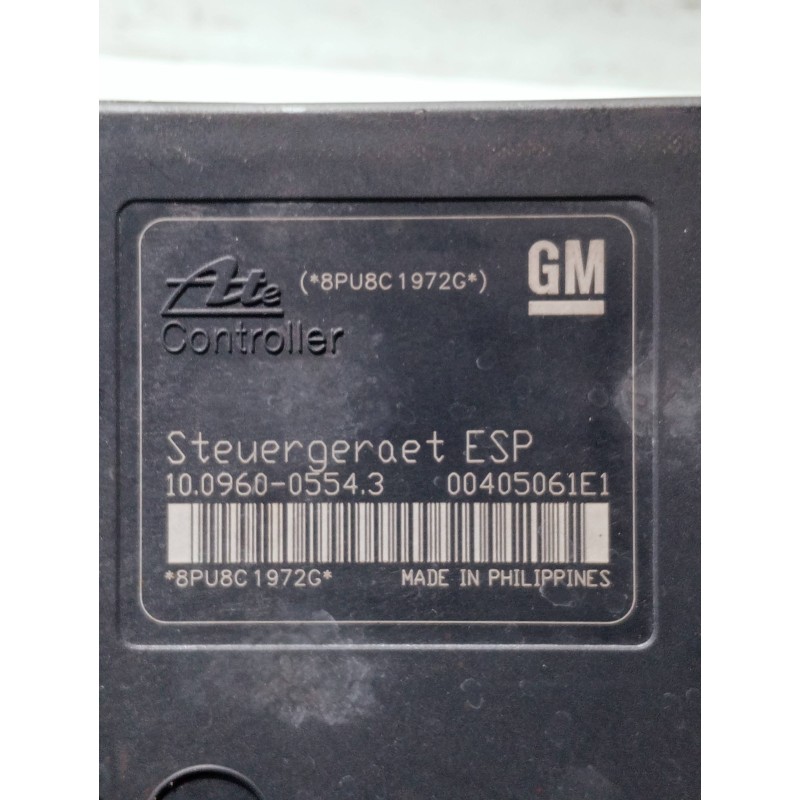 Ate (*8PU8C1972G*) GM
Controller
Steuergeraet ESP
10.0960-0554.3 00405061E1
*8PU8C1972G* MADE IN PHILIPPINES